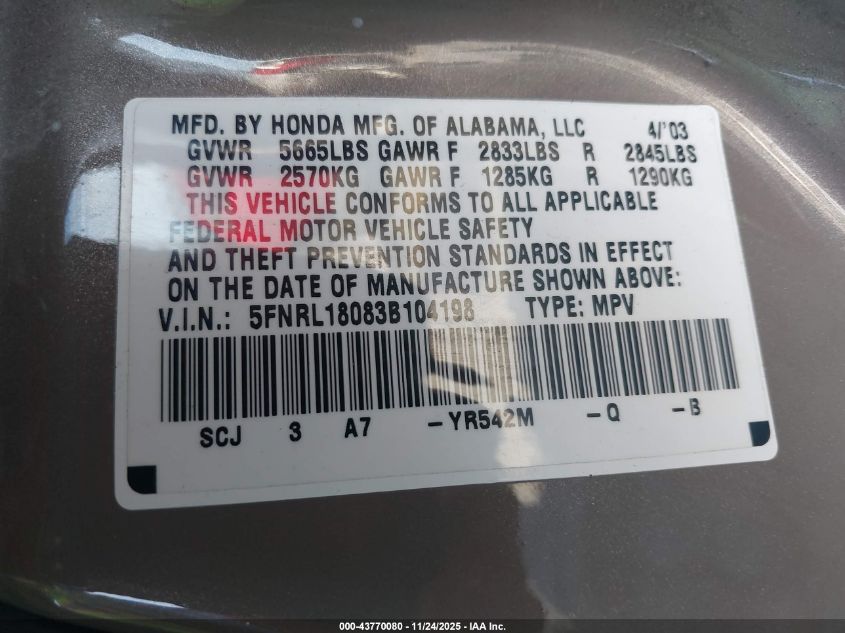 MFD. BY HONDA MFG. OF ALABAMA, LLC 4/'03
GVWR 5665LBS GAWR F 2833LBS R 2845LBS
GVWR 2570KG GAWR F 1285KG R 1290KG
THIS VEHICLE CONFORMS TO ALL APPLICABLE
FEDERAL MOTOR VEHICLE SAFETY
AND THEFT PREVENTION STANDARDS IN EFFECT
ON THE DATE OF MANUFACTURE SHOWN ABOVE:
V.I.N.: 5FNRL18083B104198 TYPE: MPV
SCJ 3 A7 -YR542M -Q -B
000-43770080 - 11/24/2025 - IAA Inc.